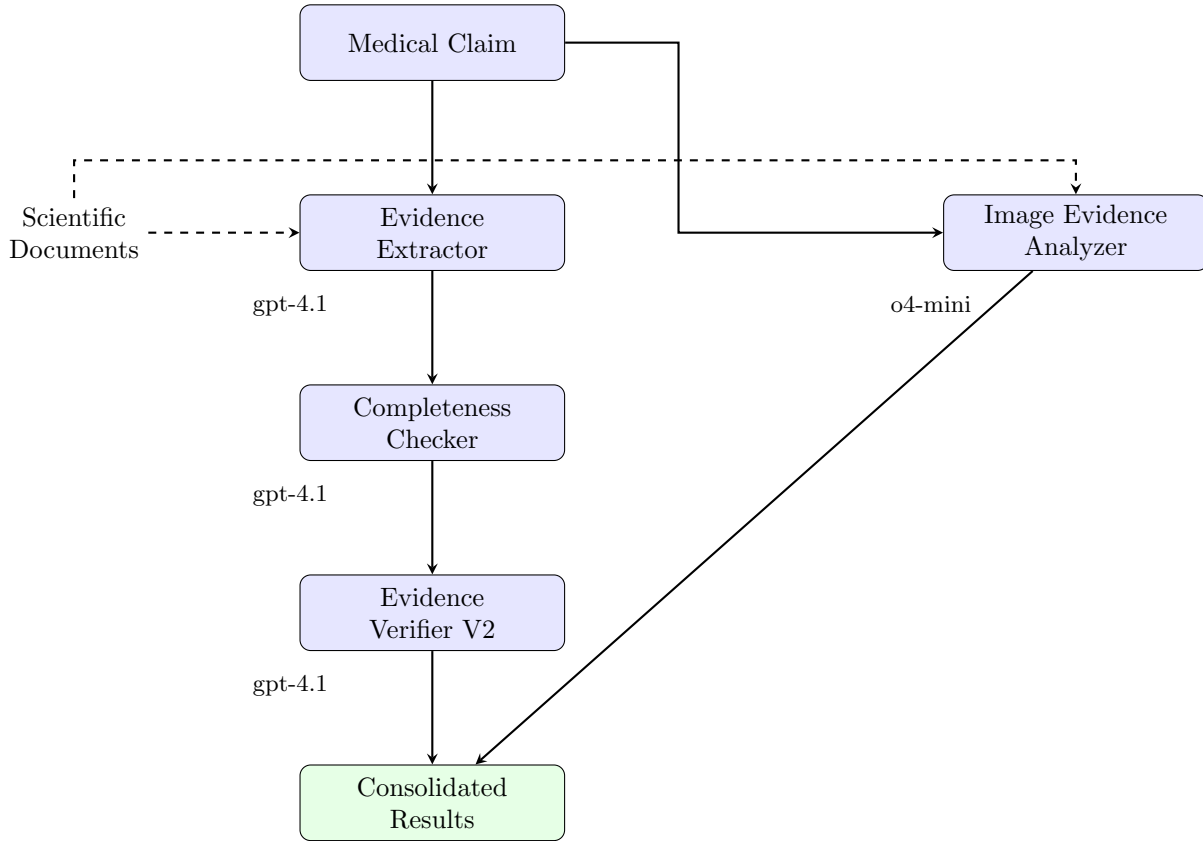 Medical Claim
Scientific
Documents
Evidence
Extractor
Image Evidence
Analyzer
gpt-4.1
o4-mini
Completeness
Checker
gpt-4.1
Evidence
Verifier V2
gpt-4.1
Consolidated
Results